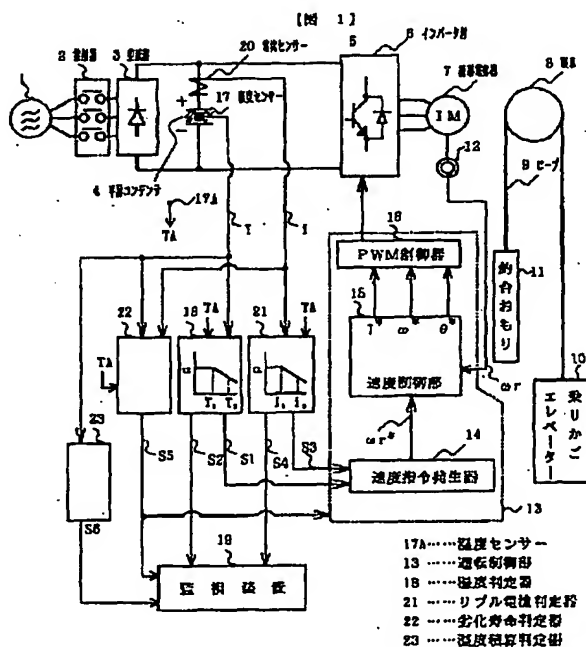 【図 1】
20 電流センサー
6 インバータ部
5
2 接触器
3 整流器
17 温度センサー
7 誘導電動機
8
IM
12
9 ロープ
4 平滑コンデンサ
+
-
17A
TA
T
i
16
PWM制御器
11
釣合おもり
15
I* ω* θ*
速度制御部
ωr
10
乗りかご
エレベーター
22
18
21
TA
TA
TA
T₁
i₁
23
ωr*
14
速度指令発生器
S5
S2
S1
S4
S3
S6
13
19
監視装置
17A……温度センサー
13……運転制御部
18……温度判定器
21……リプル電流判定器
22……劣化寿命判定器
23……温度積算判定器